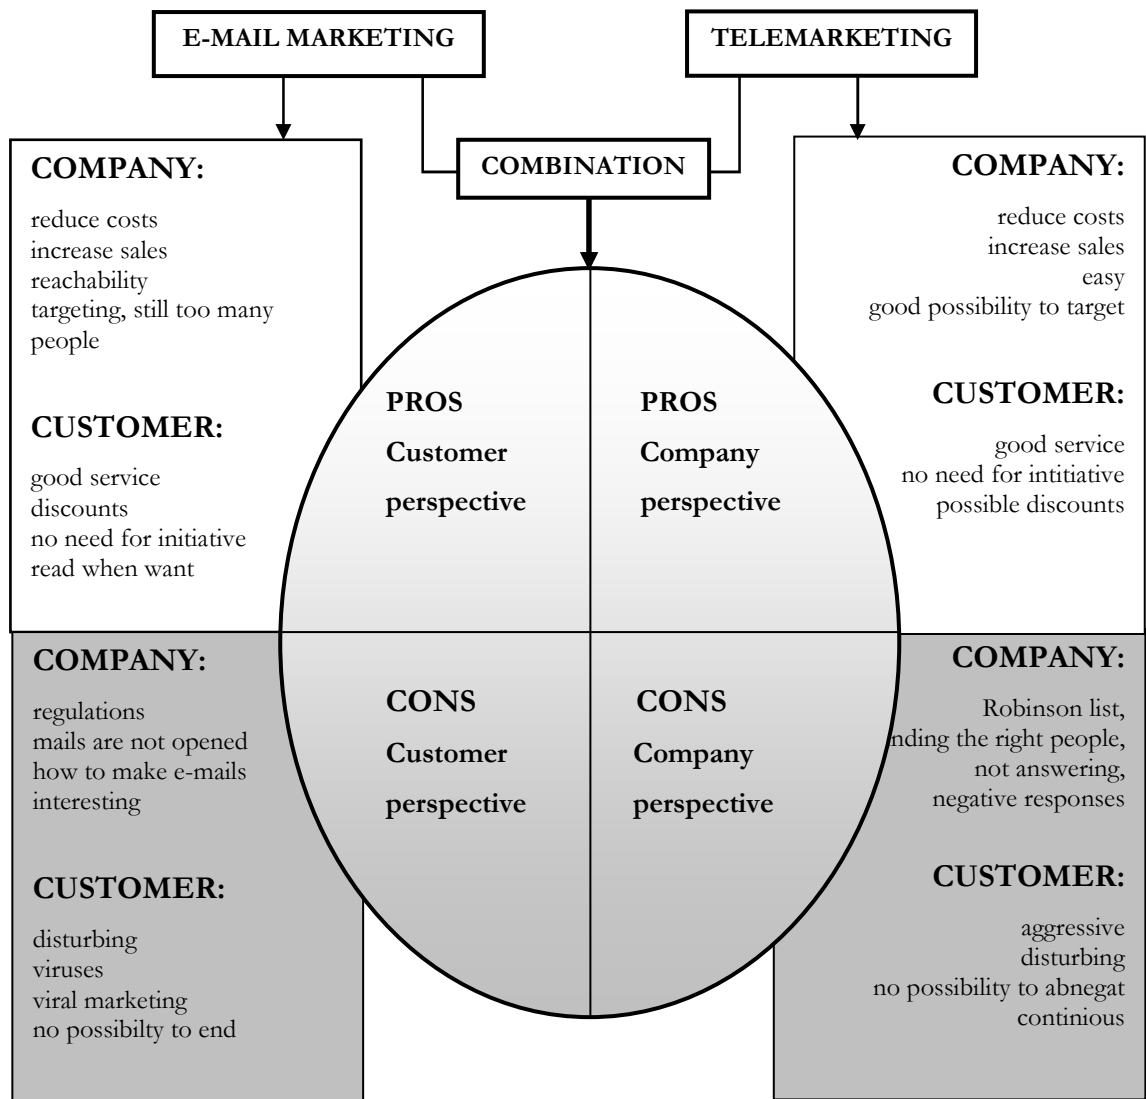 E-MAIL MARKETING
TELEMARKETING
COMBINATION
COMPANY:
reduce costs
increase sales
reachability
targeting, still too many
people
CUSTOMER:
good service
discounts
no need for initiative
read when want
COMPANY:
reduce costs
increase sales
easy
good possibility to target
CUSTOMER:
good service
no need for intitiative
possible discounts
PROS
Customer
perspective
PROS
Company
perspective
CONS
Customer
perspective
CONS
Company
perspective
COMPANY:
regulations
mails are not opened
how to make e-mails
interesting
CUSTOMER:
disturbing
viruses
viral marketing
no possibilty to end
COMPANY:
Robinson list,
nding the right people,
not answering,
negative responses
CUSTOMER:
aggressive
disturbing
no possibility to abnegat
continious